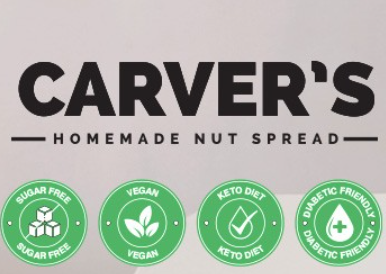 CARVER'S
HOMEMADE NUT SPREAD
SUGAR FREE
SUGAR FREE
VEGAN
VEGAN
KETO DIET
KETO DIET
DIABETIC FRIENDLY
DIABETIC FRIENDLY